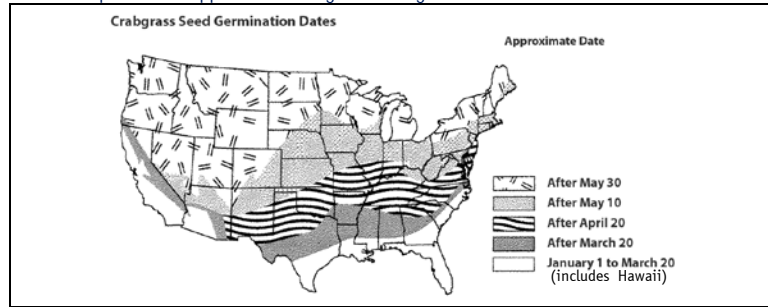 Crabgrass Seed Germination Dates
Approximate Date
After May 30
After May 10
After April 20
After March 20
January 1 to March 20
(includes Hawaii)